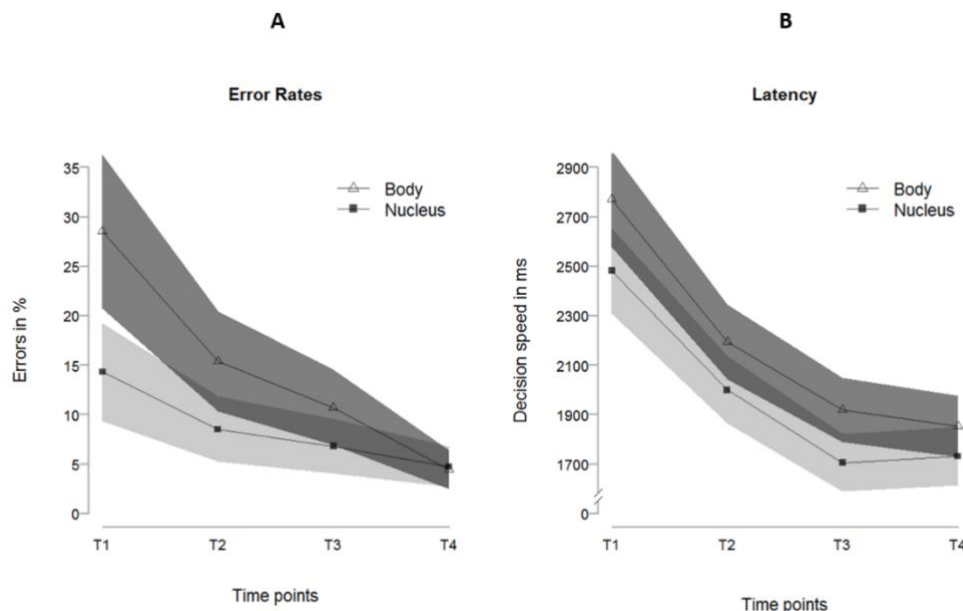 A
Error Rates
35
30
25
20
15
10
5
0
Errors in %
Body
Nucleus
T1 T2 T3 T4
Time points
B
Latency
2900
2700
2500
2300
2100
1900
1700
0
Decision speed in ms
Body
Nucleus
T1 T2 T3 T4
Time points